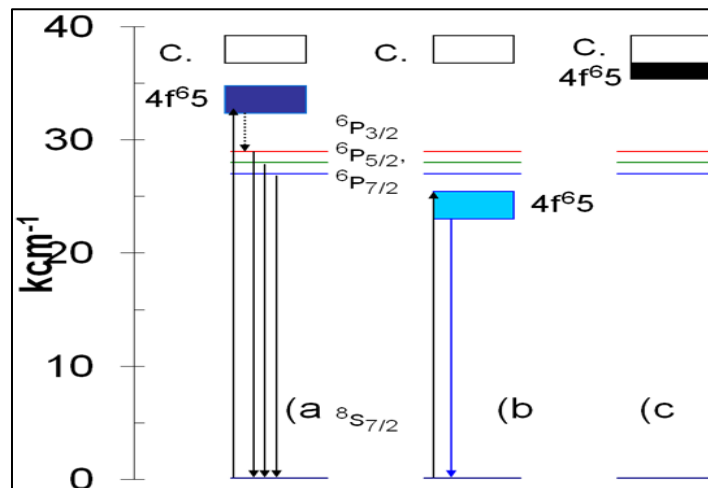 40
C. C. C.
4f⁶5
4f⁶5
30
⁶P₃/₂
⁶P₅/₂,
⁶P₇/₂
4f⁶5
20
kcm⁻¹
10
(a ⁸S₇/₂ (b (c
0